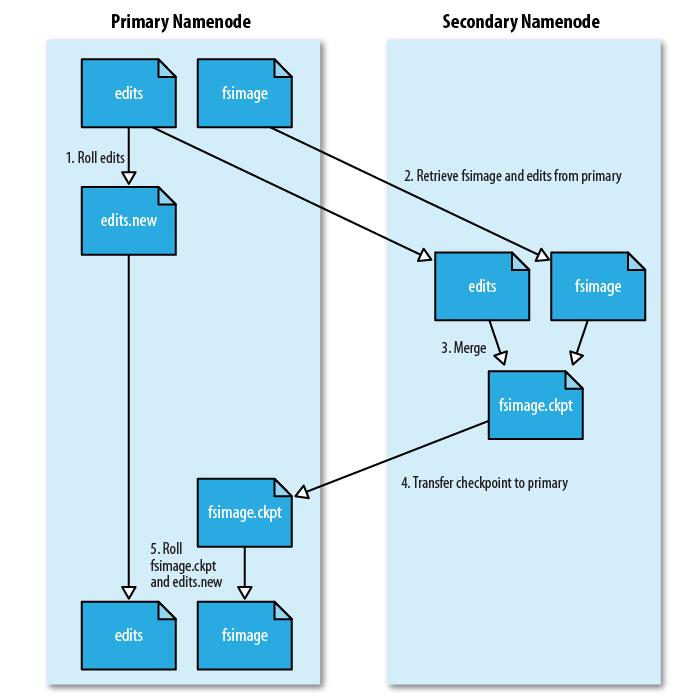 Primary Namenode
Secondary Namenode
edits
fsimage
1. Roll edits
2. Retrieve fsimage and edits from primary
edits.new
edits
fsimage
3. Merge
fsimage.ckpt
4. Transfer checkpoint to primary
fsimage.ckpt
5. Roll
fsimage.ckpt
and edits.new
edits
fsimage